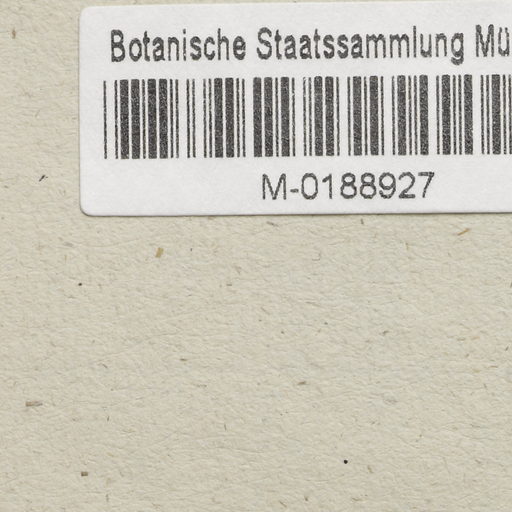 Botanische Staatssammlung Mü
M-0188927